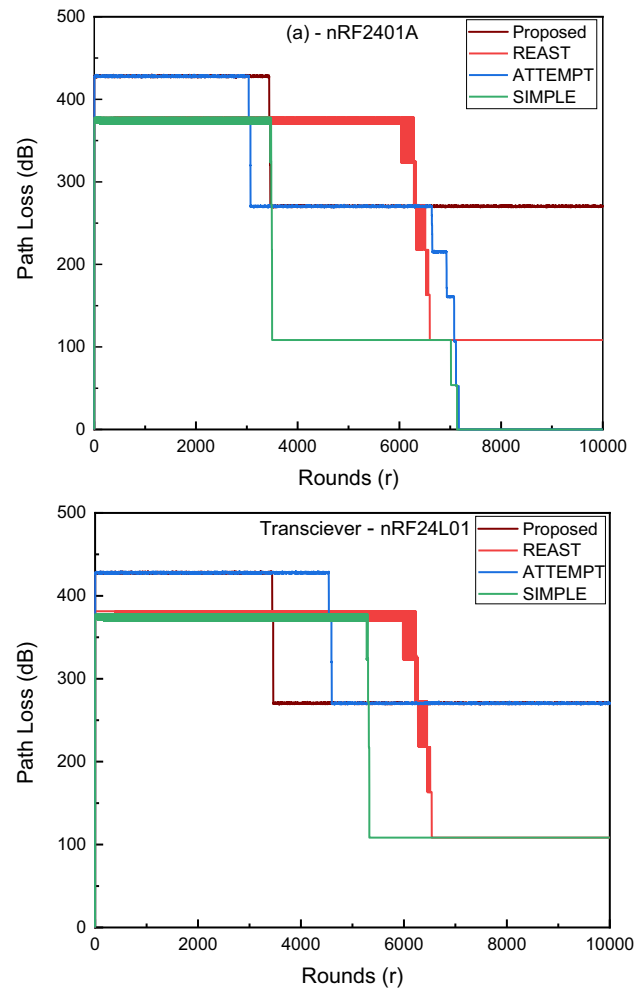 (a) - nRF2401A
Proposed
REAST
ATTEMPT
SIMPLE
Path Loss (dB)
500
400
300
200
100
0
0 2000 4000 6000 8000 10000
Rounds (r)
Transciever - nRF24L01
Proposed
REAST
ATTEMPT
SIMPLE
Path Loss (dB)
500
400
300
200
100
0
0 2000 4000 6000 8000 10000
Rounds (r)